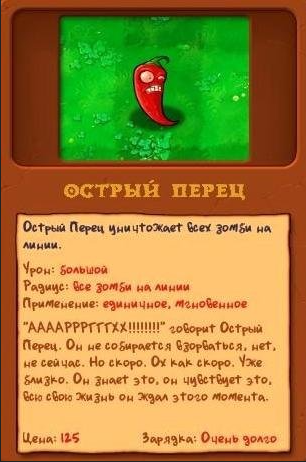 ОСТРЫЙ ПЕРЕЦ
Острый Перец уничтожает всех зомби на
линии.
Урон: большой
Радиус: все зомби на линии
Применение: единичное, мгновенное
"ААААРРРГГГХХ!!!!!!!!" говорит Острый
Перец. Он не собирается взорваться, нет,
не сейчас. Но скоро. Ох как скоро. Уже
близко. Он знает это, он чувствует это,
всю свою жизнь он ждал этого момента.
Цена: 125 Зарядка: Очень долго